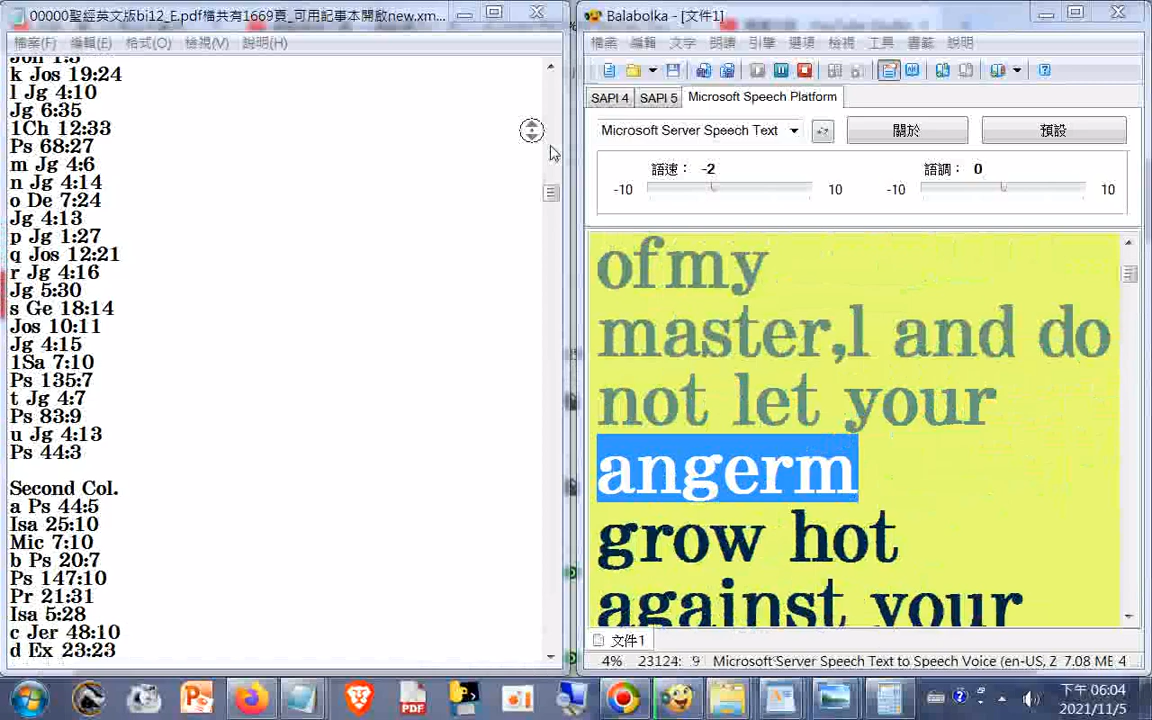 00000聖經英文版bi12_E.pdf檔共有1669頁_可用記事本開啟new.xm...
檔案(F) 編輯(E) 格式(O) 檢視(V) 說明(H)
Jon 1:3
k Jos 19:24
l Jg 4:10
Jg 6:35
1Ch 12:33
Ps 68:27
m Jg 4:6
n Jg 4:14
o De 7:24
Jg 4:13
p Jg 1:27
q Jos 12:21
r Jg 4:16
Jg 5:30
s Ge 18:14
Jos 10:11
Jg 4:15
1Sa 7:10
Ps 135:7
t Jg 4:7
Ps 83:9
u Jg 4:13
Ps 44:3
Second Col.
a Ps 44:5
Isa 25:10
Mic 7:10
b Ps 20:7
Ps 147:10
Pr 21:31
Isa 5:28
c Jer 48:10
d Ex 23:23
Balabolka - [文件1]
檔案 編輯 文字 朗讀 引擎 選項 檢視 工具 書籤 說明
SAPI 4 SAPI 5 Microsoft Speech Platform
Microsoft Server Speech Text 關於 預設
語速： -2 語調： 0
-10 10 -10 10
of my
master,l and do
not let your
angerm
grow hot
against your
文件1
4% 23124: 9 Microsoft Server Speech Text to Speech Voice (en-US, Z 7.08 ME 4
下午 06:04
2021/11/5